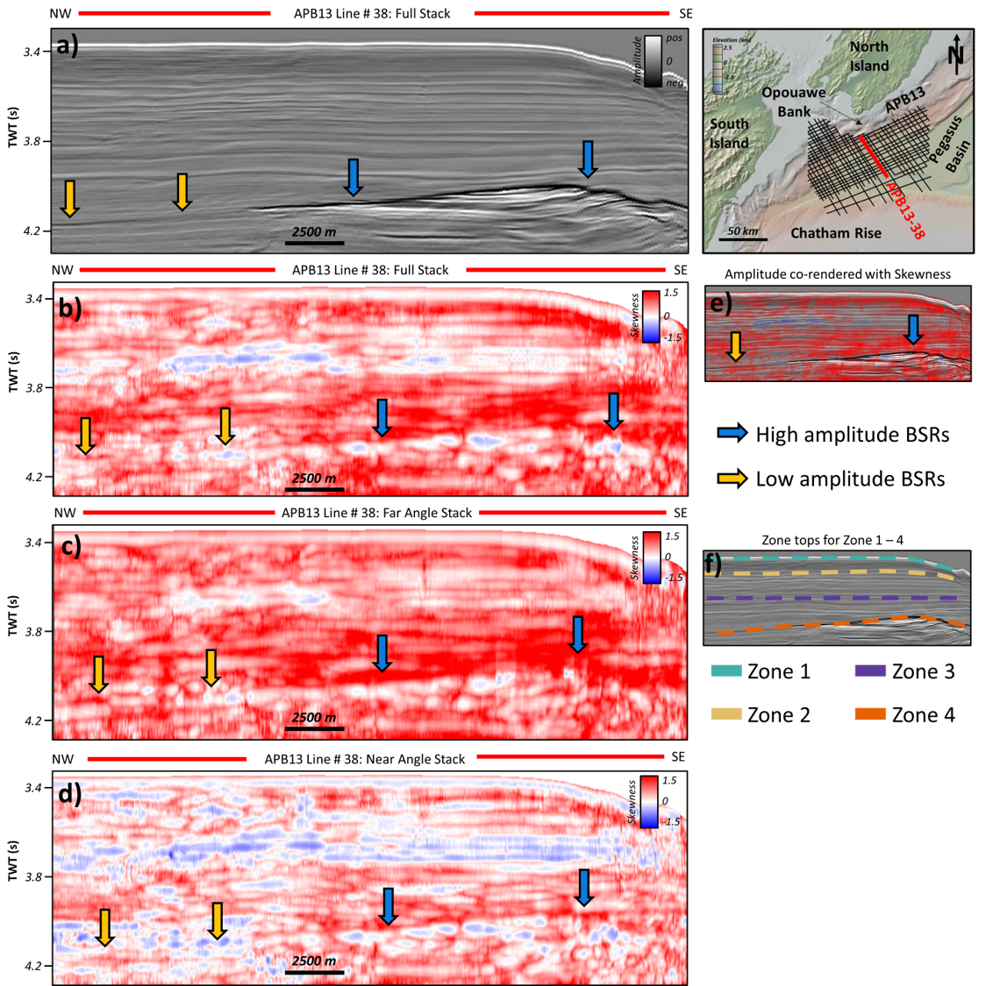 NW
APB13 Line # 38: Full Stack
SE
a)
3.4
3.8
4.2
TWT (s)
Amplitude
pos
0
neg
2500 m
Elevation (km)
2.5
0
-2.5
North
Island
N
Opouawe
Bank
APB13
South
Island
Pegasus
Basin
APB13-38
50 km
Chatham Rise
NW
APB13 Line # 38: Full Stack
SE
b)
3.4
3.8
4.2
TWT (s)
Skewness
1.5
0
-1.5
2500 m
Amplitude co-rendered with Skewness
e)
High amplitude BSRs
Low amplitude BSRs
NW
APB13 Line # 38: Far Angle Stack
SE
c)
3.4
3.8
4.2
TWT (s)
Skewness
1.5
0
-1.5
2500 m
Zone tops for Zone 1 – 4
f)
Zone 1
Zone 3
Zone 2
Zone 4
NW
APB13 Line # 38: Near Angle Stack
SE
d)
3.4
3.8
4.2
TWT (s)
Skewness
1.5
0
-1.5
2500 m